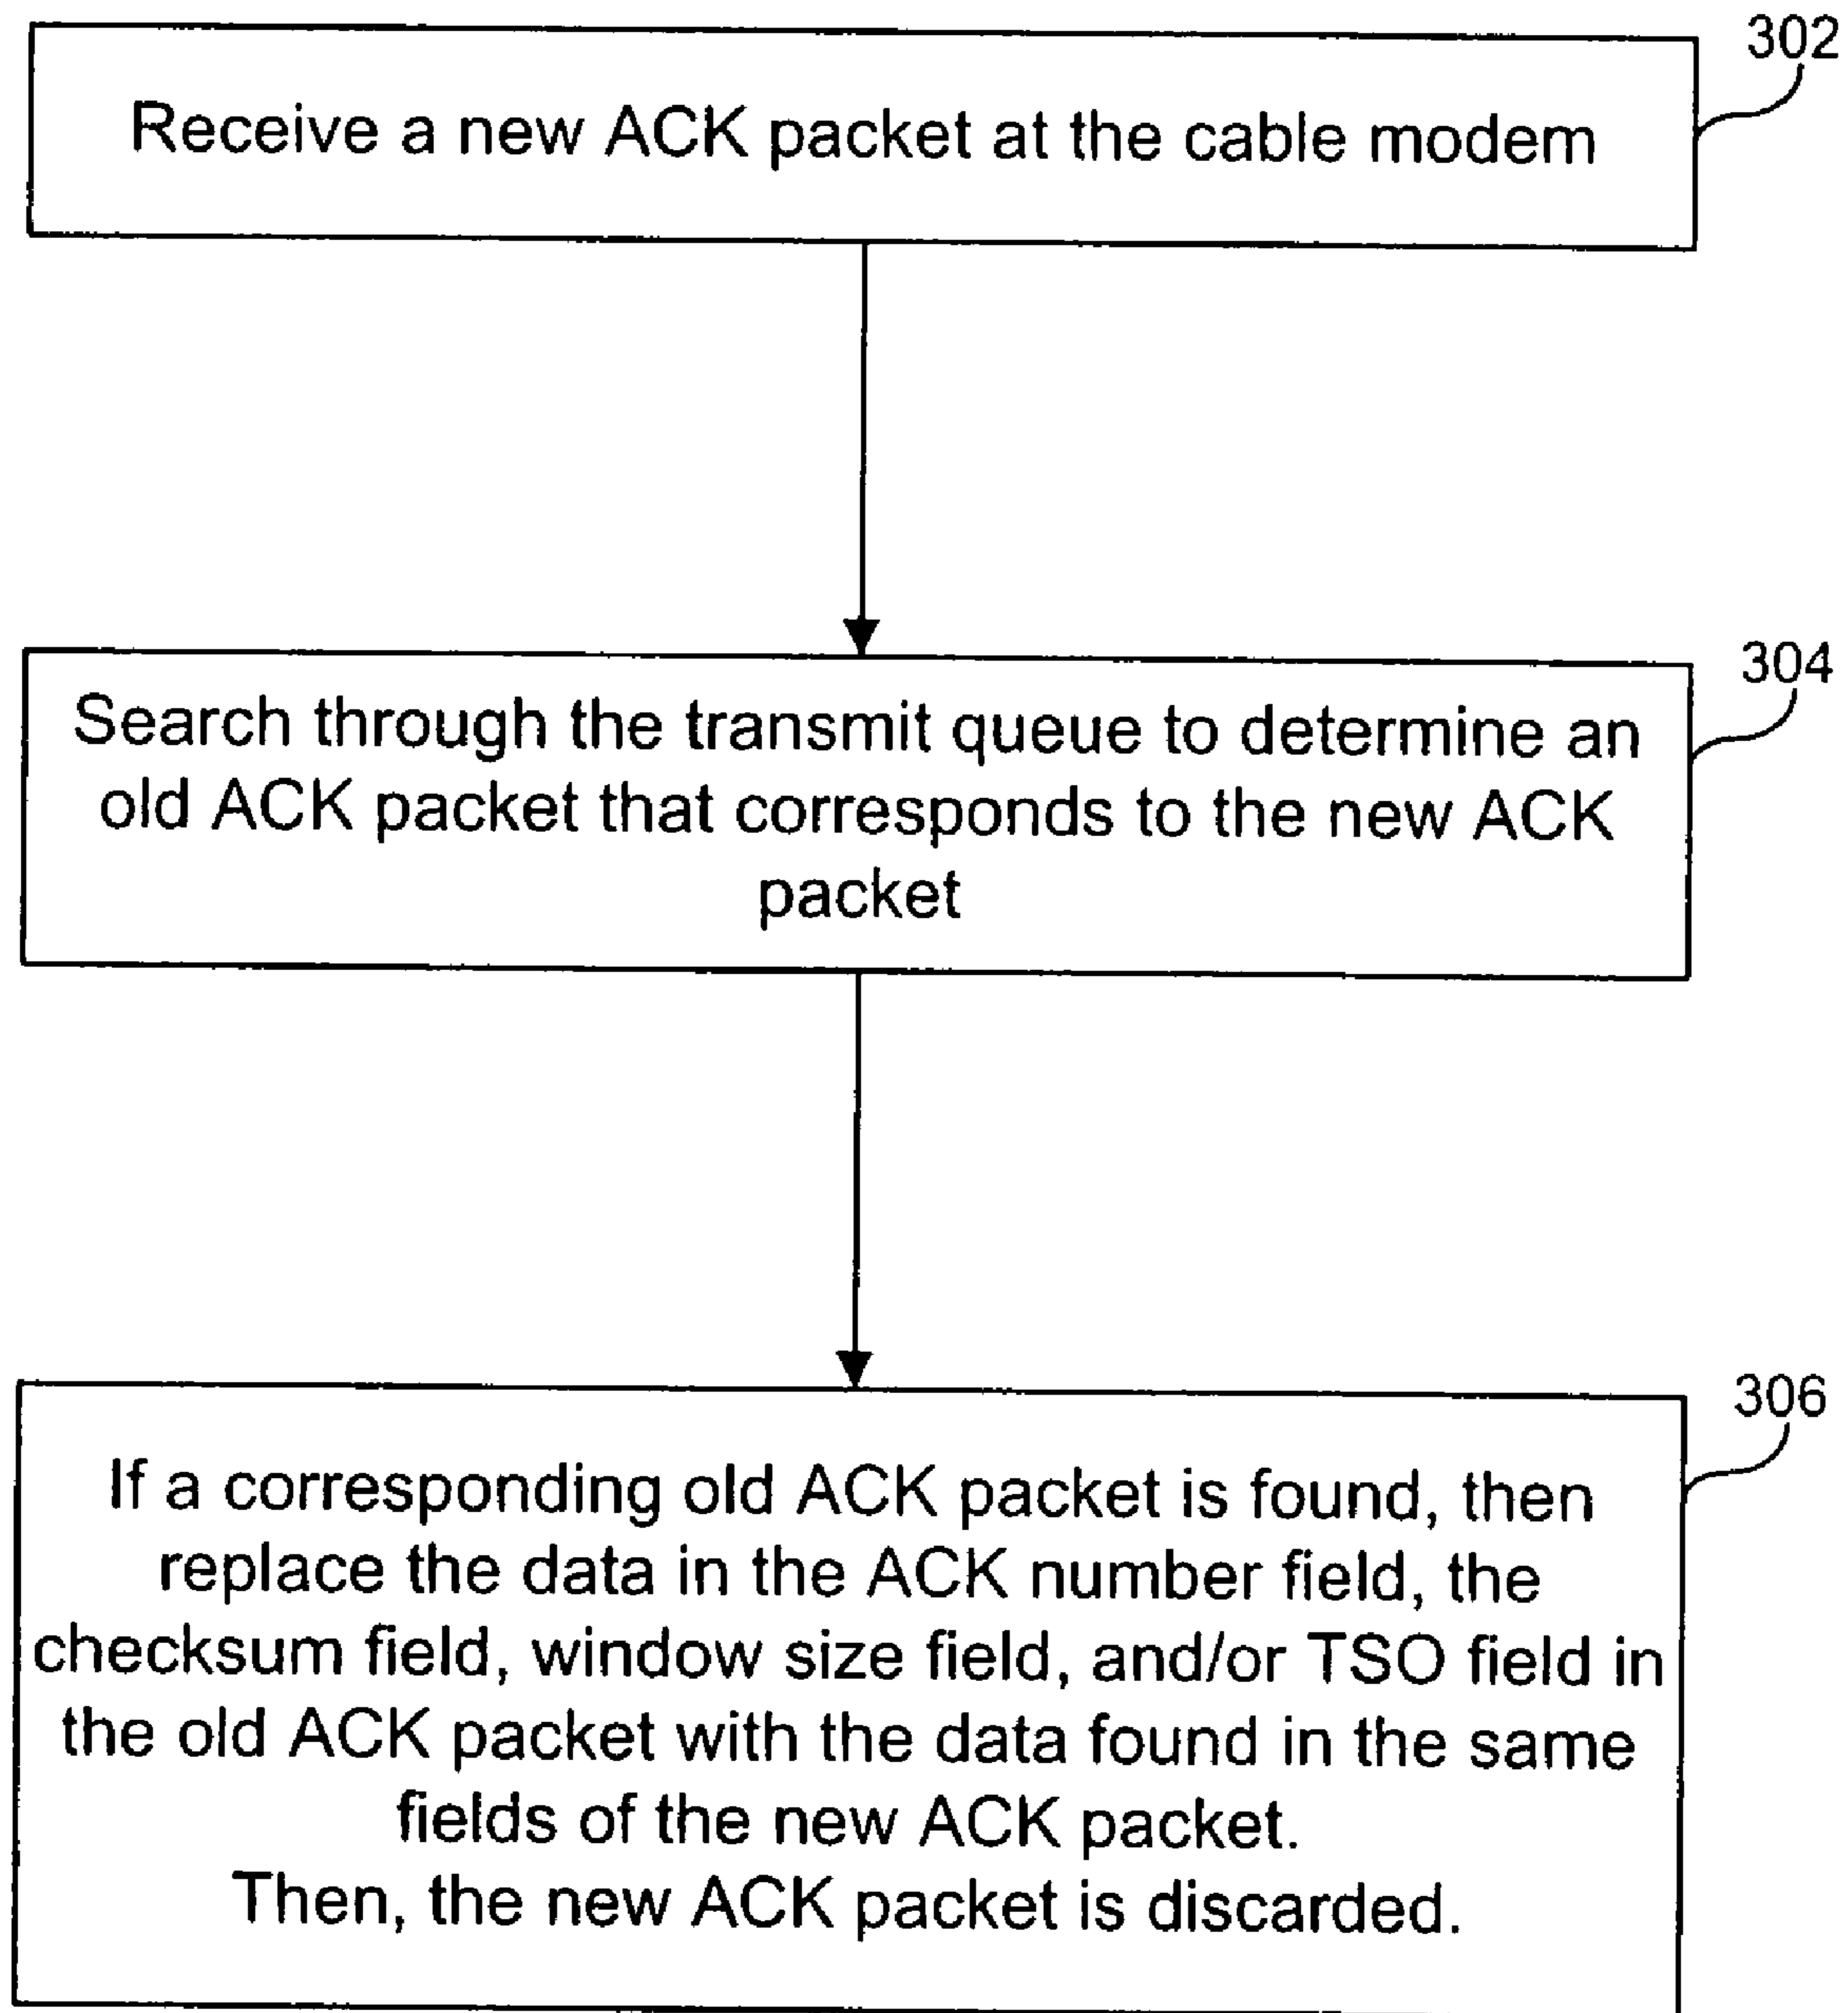 302
Receive a new ACK packet at the cable modem
304
Search through the transmit queue to determine an
old ACK packet that corresponds to the new ACK
packet
306
If a corresponding old ACK packet is found, then
replace the data in the ACK number field, the
checksum field, window size field, and/or TSO field in
the old ACK packet with the data found in the same
fields of the new ACK packet.
Then, the new ACK packet is discarded.